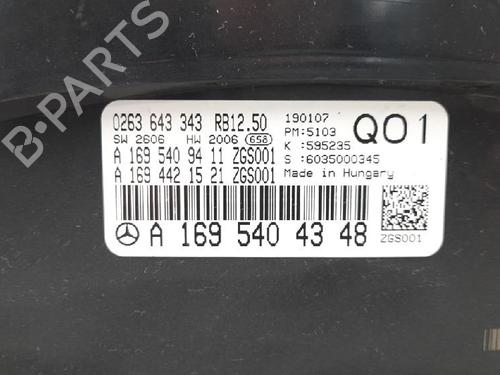 0263 643 343 RB12.50
190107
SW 2606 HW 2006 658
PM:5103
Q01
K : 595235
A 169 540 94 11 ZGS001
S : 6035000345
A 169 442 15 21 ZGS001
Made in Hungary
A 169 540 43 48
ZGS001
B-PARTS